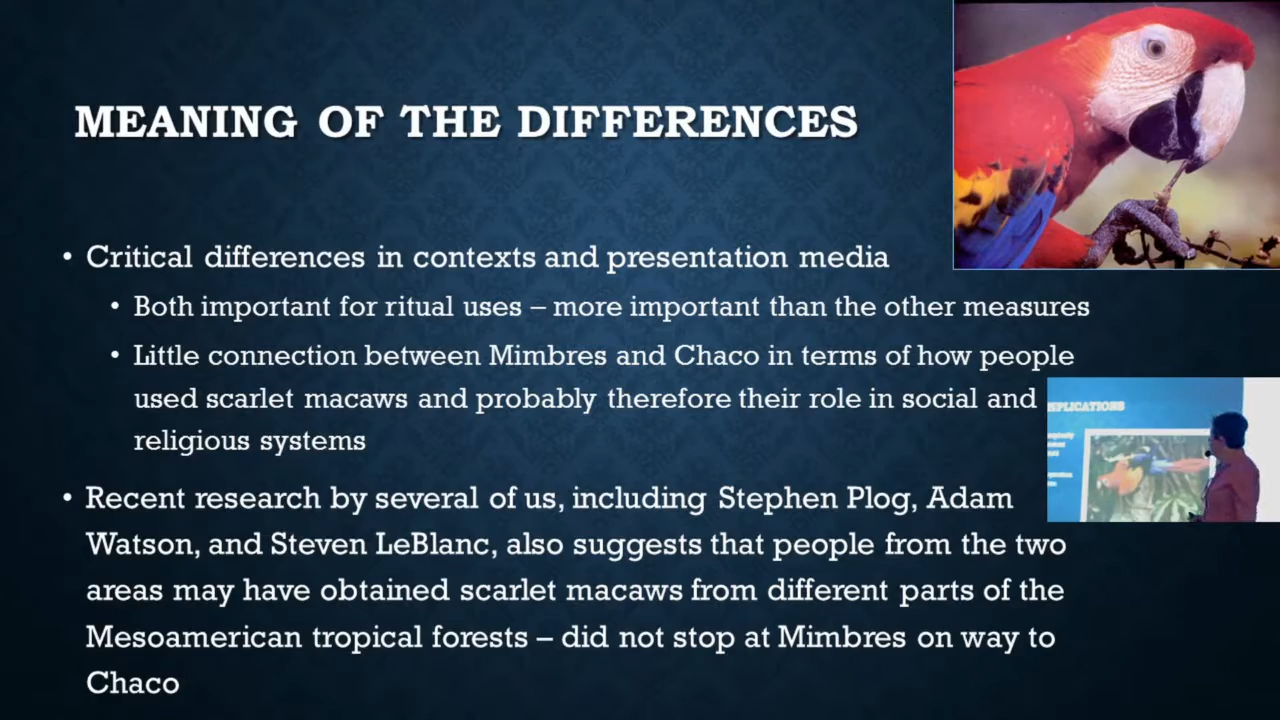 MEANING OF THE DIFFERENCES
• Critical differences in contexts and presentation media
• Both important for ritual uses – more important than the other measures
• Little connection between Mimbres and Chaco in terms of how people
used scarlet macaws and probably therefore their role in social and
religious systems
• Recent research by several of us, including Stephen Plog, Adam
Watson, and Steven LeBlanc, also suggests that people from the two
areas may have obtained scarlet macaws from different parts of the
Mesoamerican tropical forests – did not stop at Mimbres on way to
Chaco